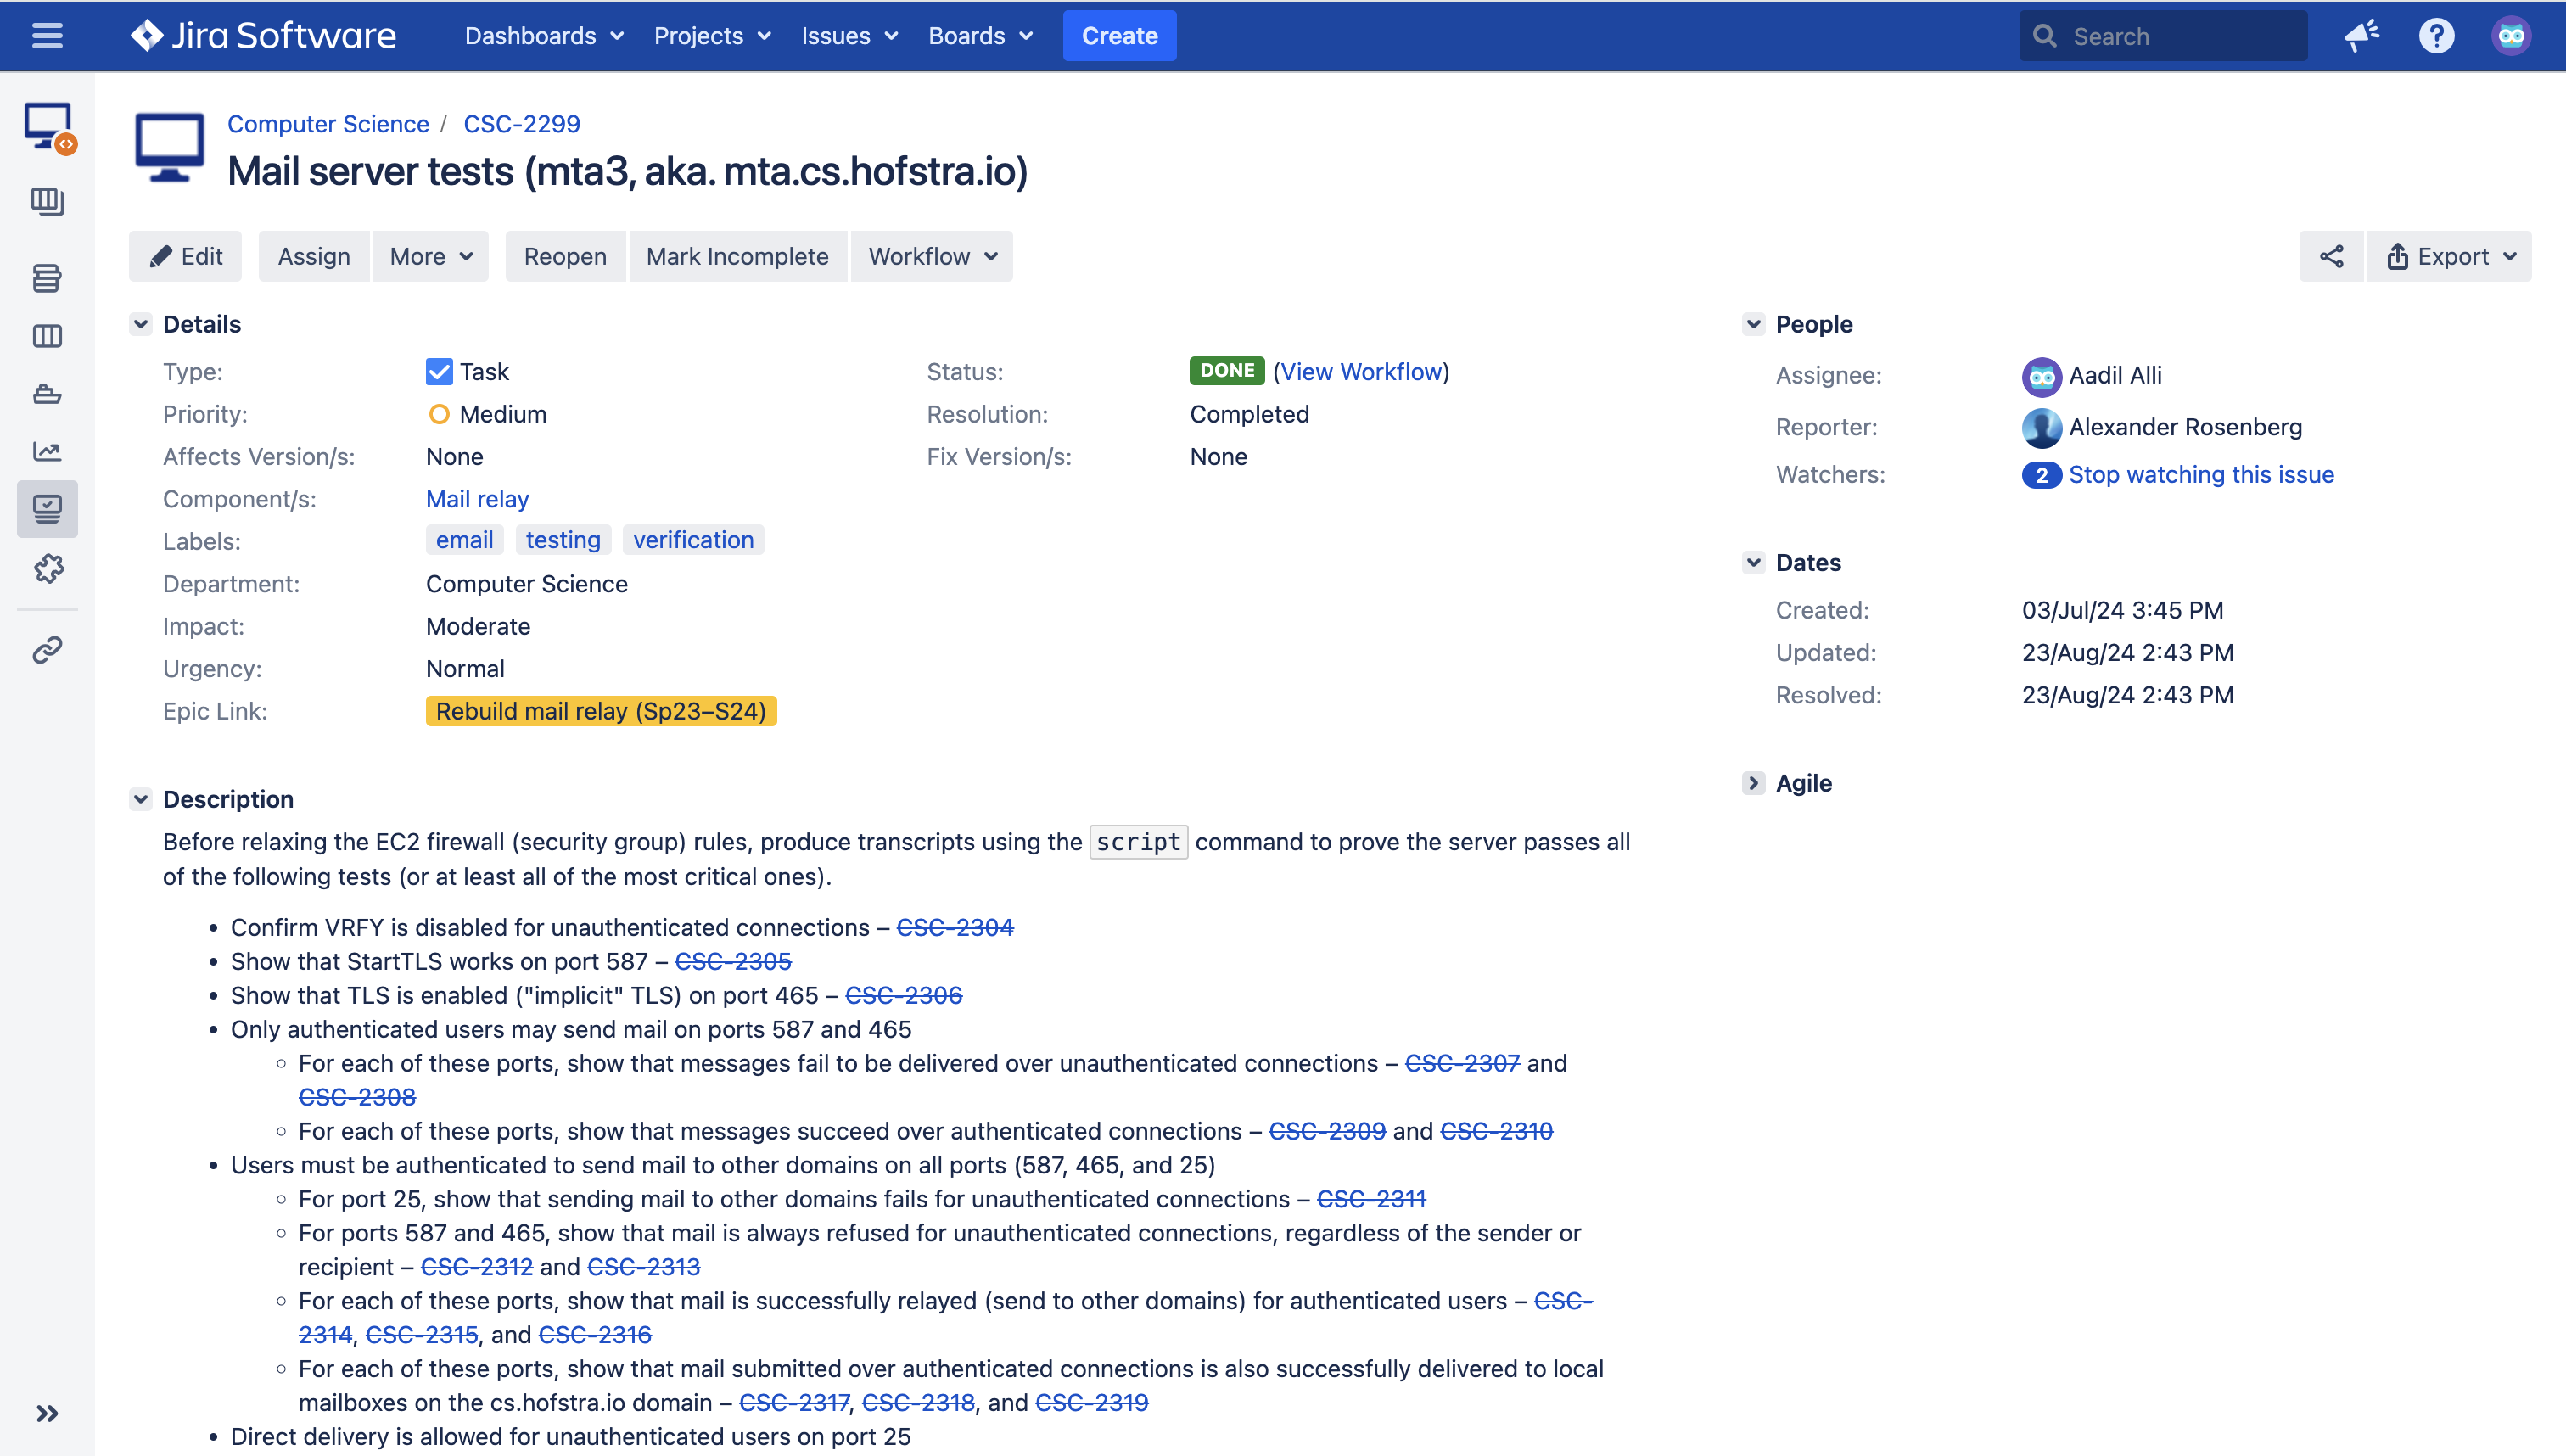 Jira Software Dashboards Projects Issues Boards Create Search
Computer Science / CSC-2299
Mail server tests (mta3, aka. mta.cs.hofstra.io)
Edit Assign More Reopen Mark Incomplete Workflow Export
Details
Type: Task
Status: DONE (View Workflow)
Priority: Medium
Resolution: Completed
Affects Version/s: None
Fix Version/s: None
Component/s: Mail relay
Labels: email testing verification
Department: Computer Science
Impact: Moderate
Urgency: Normal
Epic Link: Rebuild mail relay (Sp23–S24)
People
Assignee: Aadil Alli
Reporter: Alexander Rosenberg
Watchers: 2 Stop watching this issue
Dates
Created: 03/Jul/24 3:45 PM
Updated: 23/Aug/24 2:43 PM
Resolved: 23/Aug/24 2:43 PM
Agile
Description
Before relaxing the EC2 firewall (security group) rules, produce transcripts using the script command to prove the server passes all
of the following tests (or at least all of the most critical ones).
• Confirm VRFY is disabled for unauthenticated connections – CSC-2304
• Show that StartTLS works on port 587 – CSC-2305
• Show that TLS is enabled ("implicit" TLS) on port 465 – CSC-2306
• Only authenticated users may send mail on ports 587 and 465
◦ For each of these ports, show that messages fail to be delivered over unauthenticated connections – CSC-2307 and
CSC-2308
◦ For each of these ports, show that messages succeed over authenticated connections – CSC-2309 and CSC-2310
• Users must be authenticated to send mail to other domains on all ports (587, 465, and 25)
◦ For port 25, show that sending mail to other domains fails for unauthenticated connections – CSC-2311
◦ For ports 587 and 465, show that mail is always refused for unauthenticated connections, regardless of the sender or
recipient – CSC-2312 and CSC-2313
◦ For each of these ports, show that mail is successfully relayed (send to other domains) for authenticated users – CSC-
2314, CSC-2315, and CSC-2316
◦ For each of these ports, show that mail submitted over authenticated connections is also successfully delivered to local
mailboxes on the cs.hofstra.io domain – CSC-2317, CSC-2318, and CSC-2319
• Direct delivery is allowed for unauthenticated users on port 25